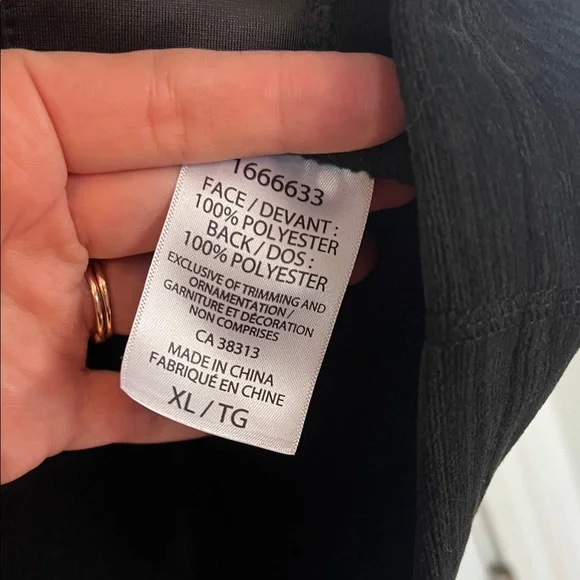 1666633
FACE / DEVANT :
100% POLYESTER
BACK / DOS :
100% POLYESTER
EXCLUSIVE OF TRIMMING AND
ORNAMENTATION /
GARNITURE ET DÉCORATION
NON COMPRISES
CA 38313
MADE IN CHINA
FABRIQUÉ EN CHINE
XL / TG